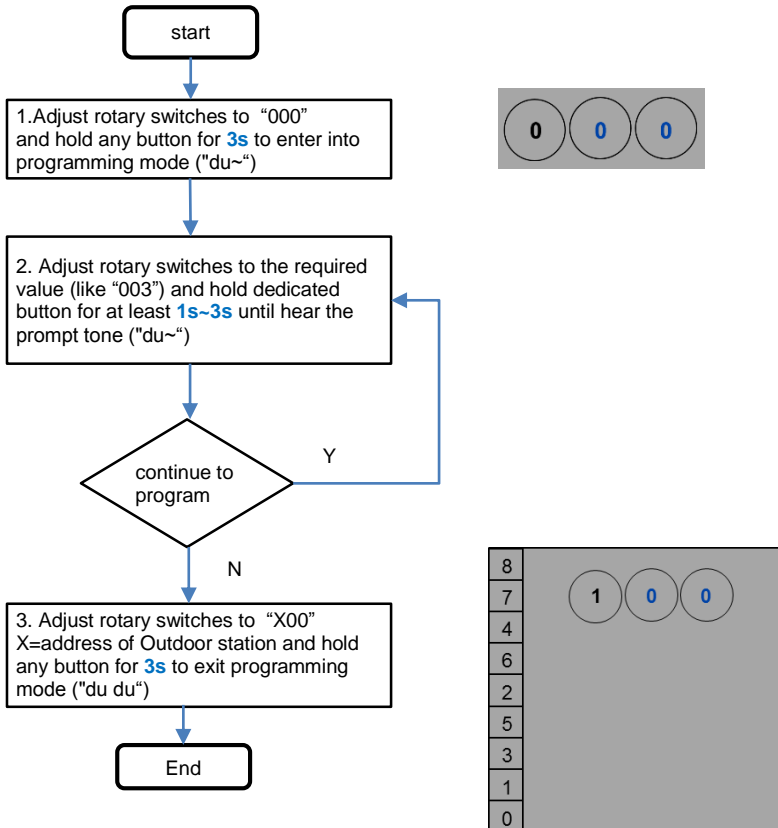 start
1.Adjust rotary switches to “000”
and hold any button for 3s to enter into
programming mode ("du~“)
0 0 0
2. Adjust rotary switches to the required
value (like “003”) and hold dedicated
button for at least 1s~3s until hear the
prompt tone ("du~“)
continue to
program
Y
N
3. Adjust rotary switches to “X00”
X=address of Outdoor station and hold
any button for 3s to exit programming
mode ("du du“)
End
8
7
4
6
2
5
3
1
0
1 0 0